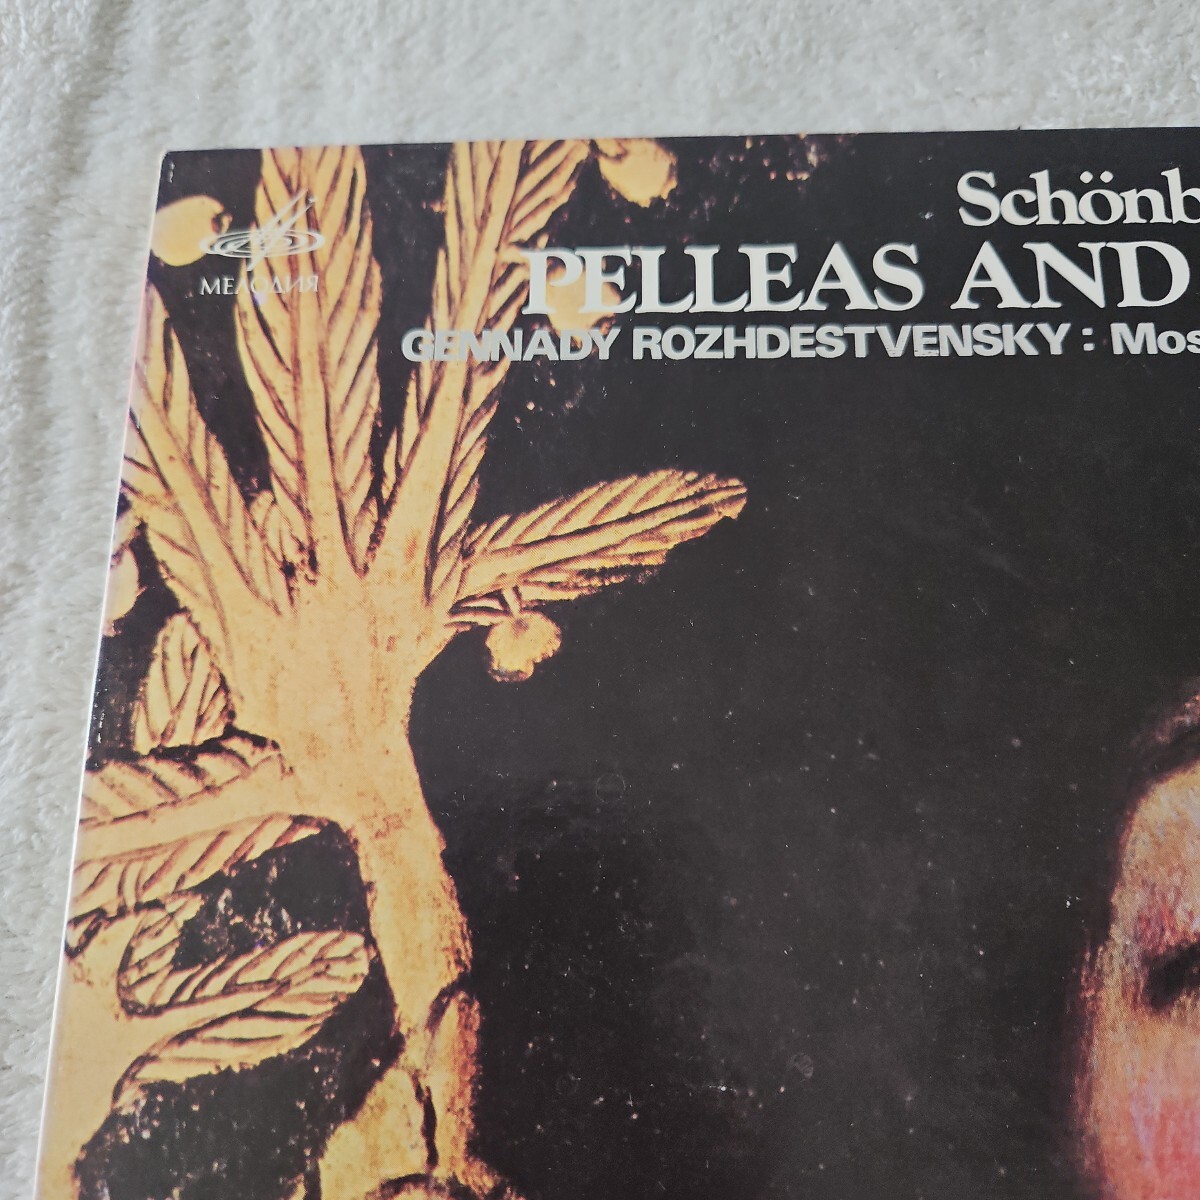 Schönb
PELLEAS AND
GENNADY ROZHDESTVENSKY : Mos
МЕЛОДИЯ